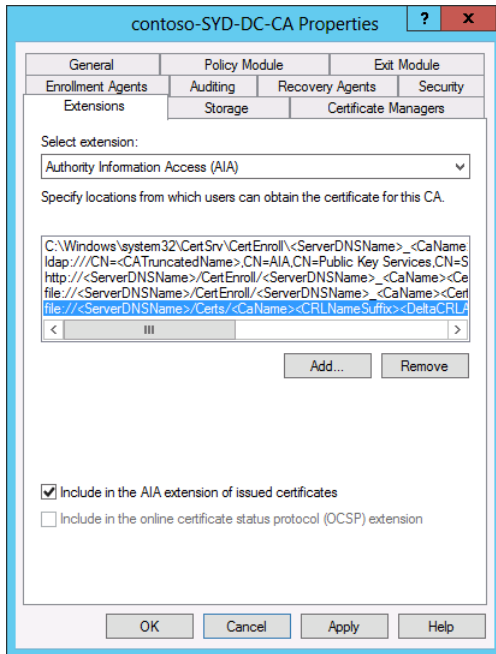 contoso-SYD-DC-CA Properties ? x
General Policy Module Exit Module
Enrollment Agents Auditing Recovery Agents Security
Extensions Storage Certificate Managers
Select extension:
Authority Information Access (AIA)
Specify locations from which users can obtain the certificate for this CA.
C:\Windows\system32\CertSrv\CertEnroll\<ServerDNSName>_<CaName
ldap:///CN=<CATruncatedName>,CN=AIA,CN=Public Key Services,CN=S
http://<ServerDNSName>/CertEnroll/<ServerDNSName>_<CaName><Ce
file://<ServerDNSName>/CertEnroll/<ServerDNSName>_<CaName><Cert
file://<ServerDNSName>/Certs/<CaName><CRLNameSuffix><DeltaCRLA
Add... Remove
Include in the AIA extension of issued certificates
Include in the online certificate status protocol (OCSP) extension
OK Cancel Apply Help